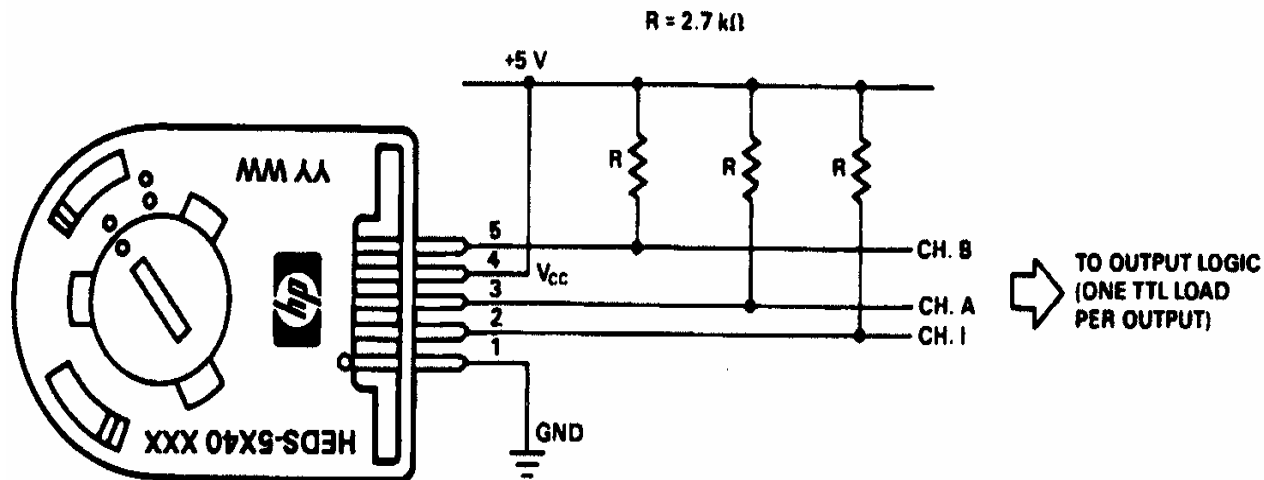 R = 2.7 kΩ
+5 V
YY WW
R
R
R
5
CH. B
4
VCC
3
CH. A
2
CH. I
1
hp
TO OUTPUT LOGIC
(ONE TTL LOAD
PER OUTPUT)
HEDS-5X40 XXX
GND